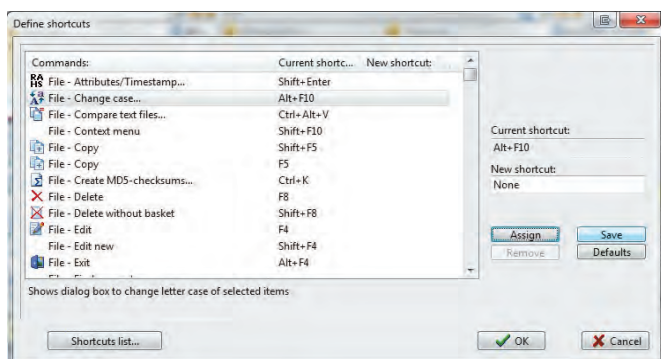 Define shortcuts
Commands: Current shortc... New shortcut:
RA HS File - Attributes/Timestamp... Shift+Enter
File - Change case... Alt+F10
File - Compare text files... Ctrl+Alt+V
File - Context menu Shift+F10
File - Copy Shift+F5
File - Copy F5
File - Create MD5-checksums... Ctrl+K
File - Delete F8
File - Delete without basket Shift+F8
File - Edit F4
File - Edit new Shift+F4
File - Exit Alt+F4
Shows dialog box to change letter case of selected items
Current shortcut:
Alt+F10
New shortcut:
None
Assign Save
Remove Defaults
Shortcuts list... OK Cancel